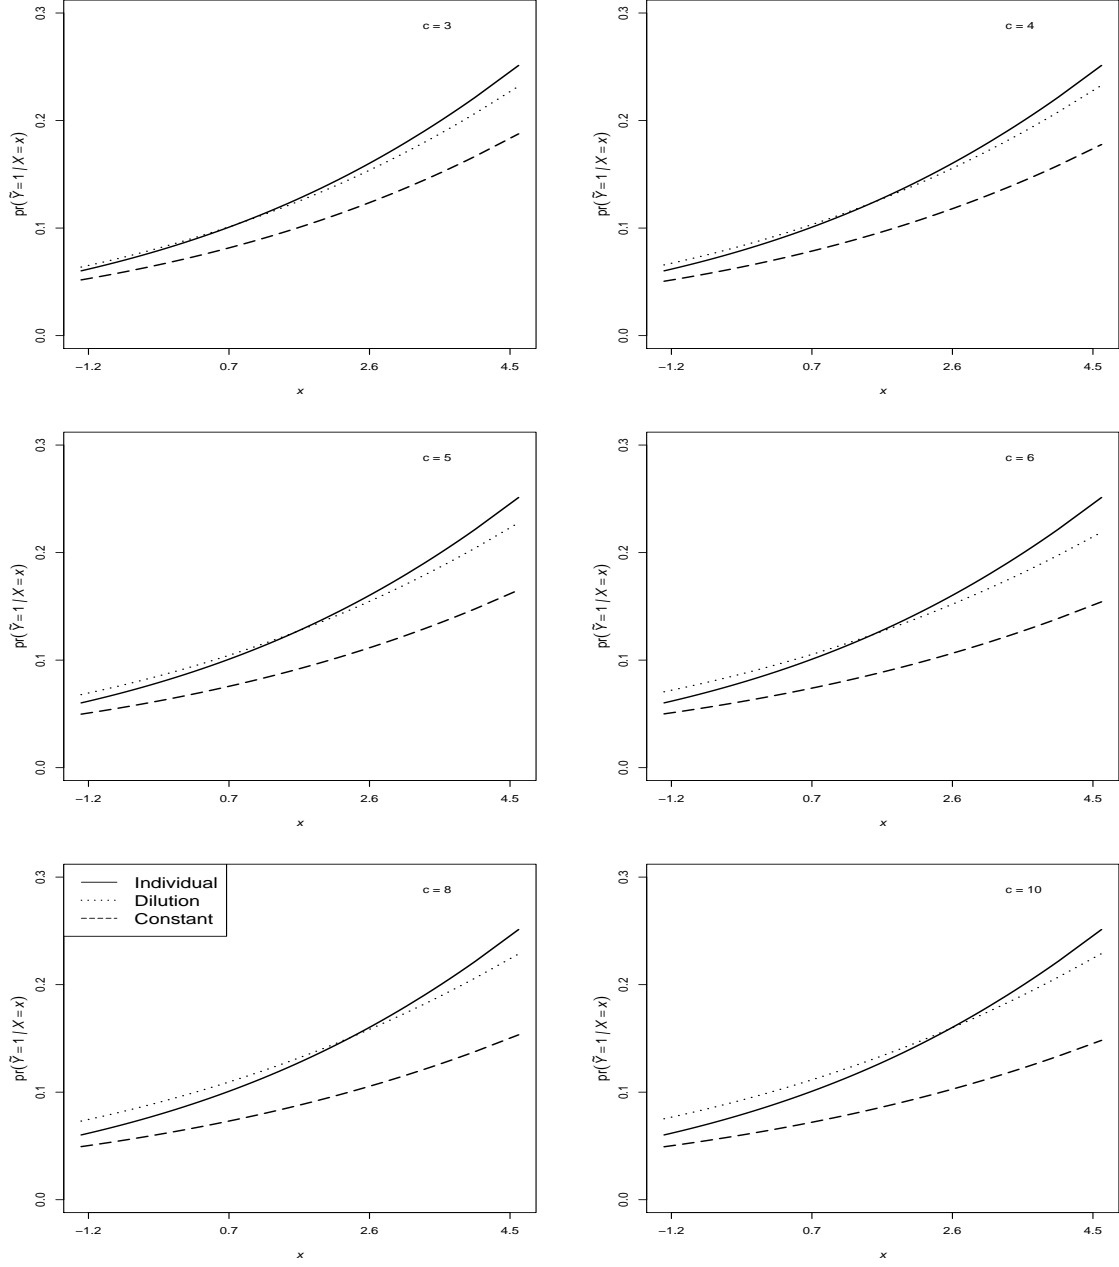 c = 3
0.3
0.2
0.1
0.0
pr(Ỹ = 1 | X = x)
−1.2 0.7 2.6 4.5
x
c = 4
0.3
0.2
0.1
0.0
pr(Ỹ = 1 | X = x)
−1.2 0.7 2.6 4.5
x
c = 5
0.3
0.2
0.1
0.0
pr(Ỹ = 1 | X = x)
−1.2 0.7 2.6 4.5
x
c = 6
0.3
0.2
0.1
0.0
pr(Ỹ = 1 | X = x)
−1.2 0.7 2.6 4.5
x
Individual
Dilution
Constant
c = 8
0.3
0.2
0.1
0.0
pr(Ỹ = 1 | X = x)
−1.2 0.7 2.6 4.5
x
c = 10
0.3
0.2
0.1
0.0
pr(Ỹ = 1 | X = x)
−1.2 0.7 2.6 4.5
x